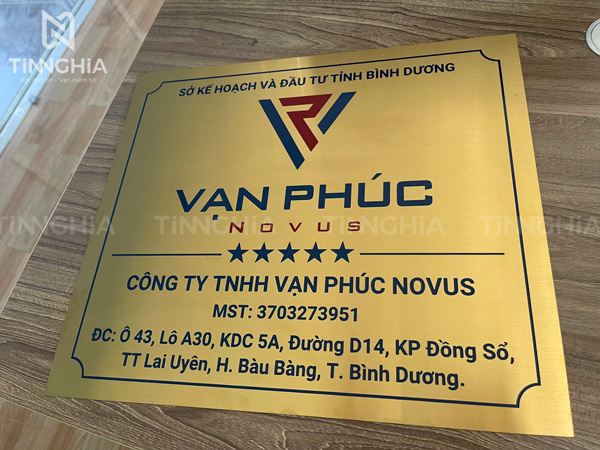 TiNNGHiA
SỞ KẾ HOẠCH VÀ ĐẦU TƯ TỈNH BÌNH DƯƠNG
VẠN PHÚC
NOVUS
CÔNG TY TNHH VẠN PHÚC NOVUS
MST: 3703273951
ĐC: Ô 43, Lô A30, KDC 5A, Đường D14, KP Đồng Sổ,
TT Lai Uyên, H. Bàu Bàng, T. Bình Dương.